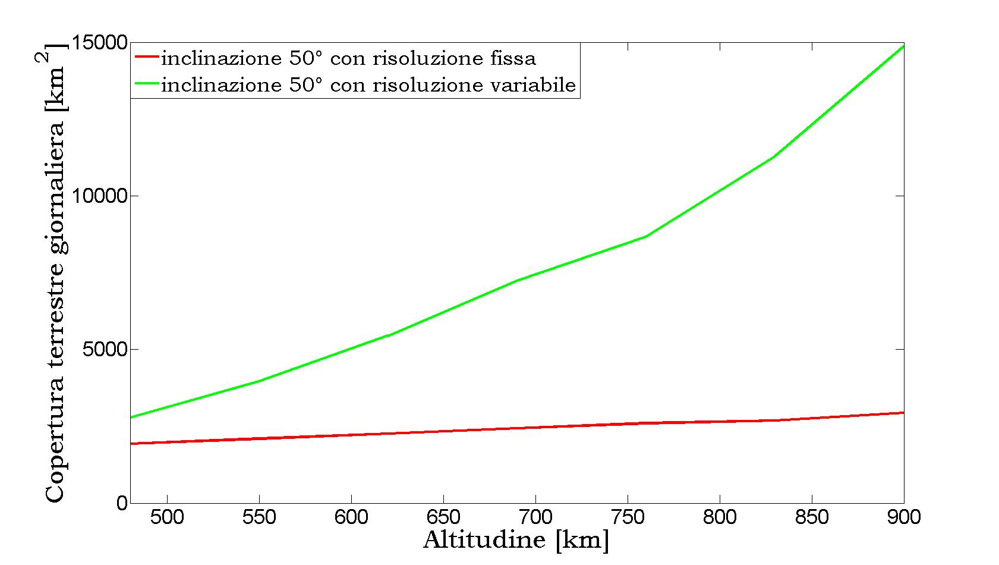 inclinazione 50° con risoluzione fissa
inclinazione 50° con risoluzione variabile
Copertura terrestre giornaliera [km²]
15000
10000
5000
0
500 550 600 650 700 750 800 850 900
Altitudine [km]